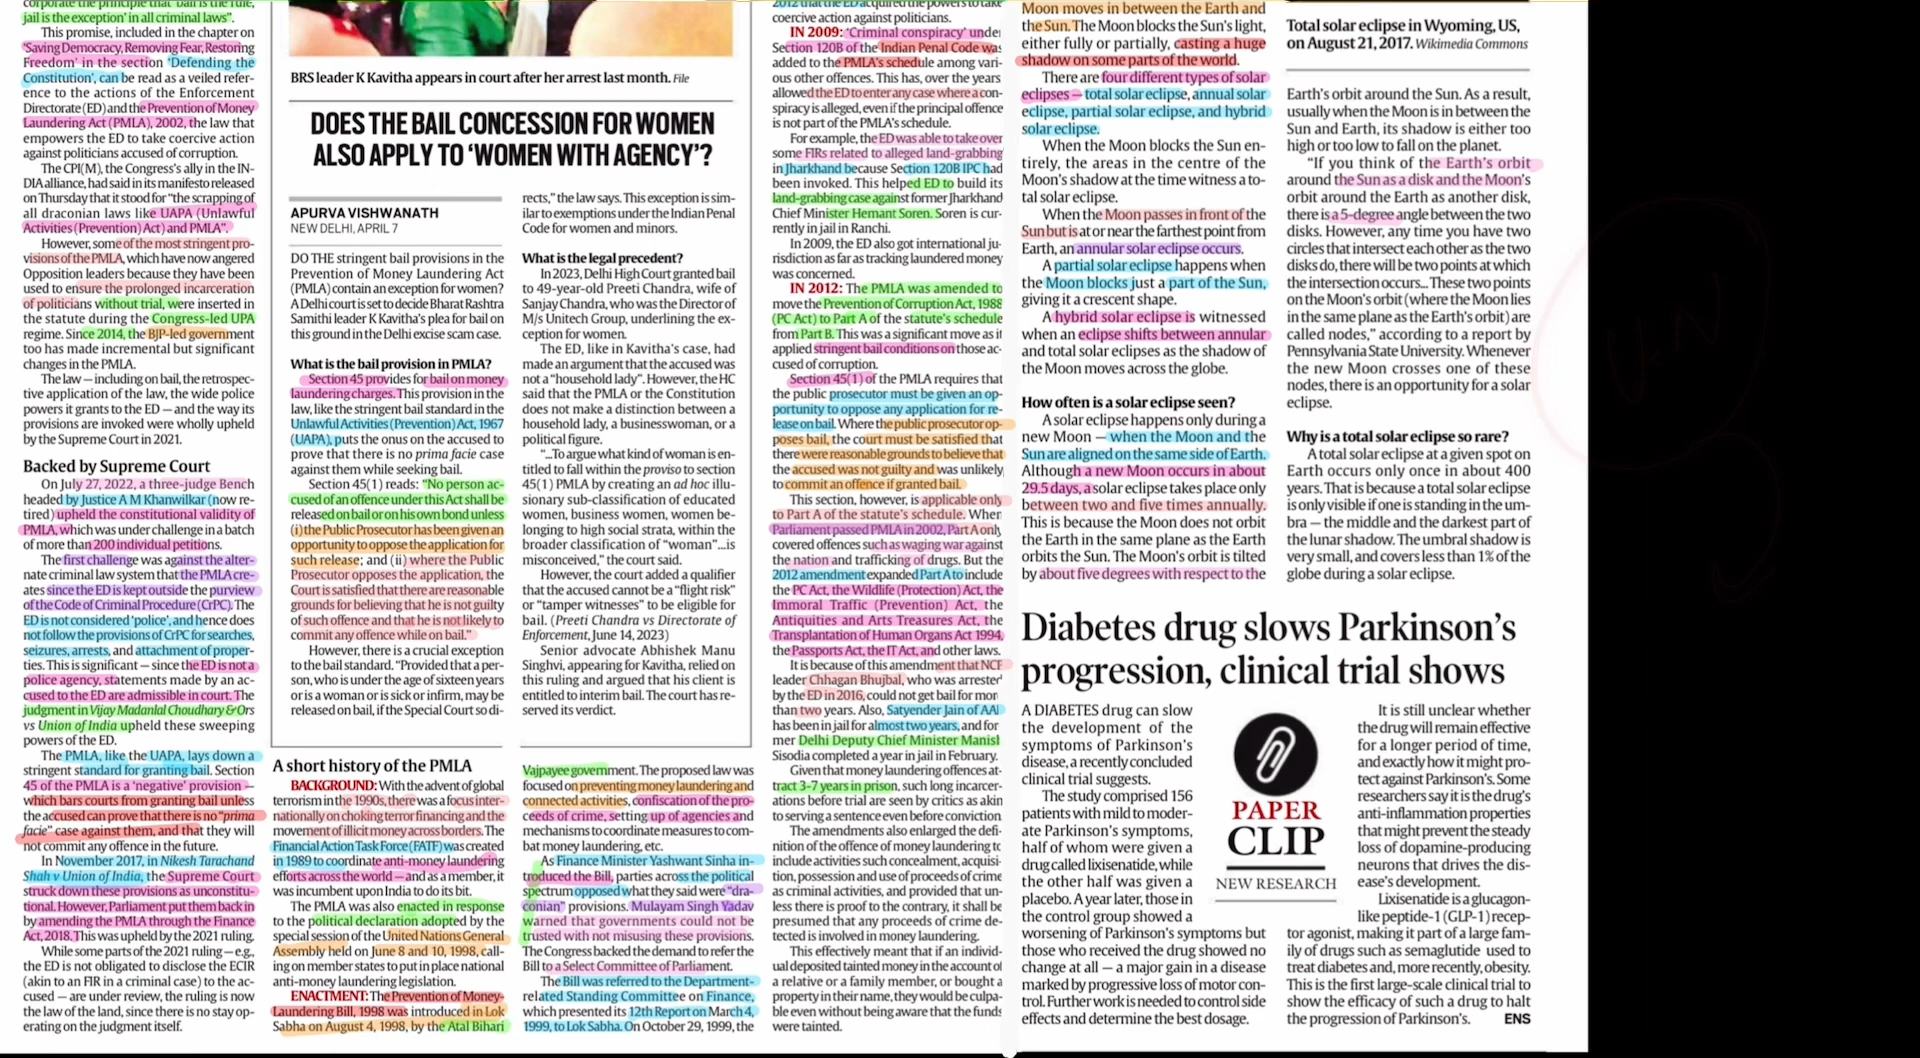 corporate the principle that 'bail is the rule,
jail is the exception' in all criminal laws".
This promise, included in the chapter on
'Saving Democracy, Removing Fear, Restoring
Freedom' in the section 'Defending the
Constitution', can be read as a veiled refer-
ence to the actions of the Enforcement
Directorate (ED) and the Prevention of Money
Laundering Act (PMLA), 2002, the law that
empowers the ED to take coercive action
against politicians accused of corruption.
The CPI(M), the Congress's ally in the IN-
DIA alliance, had said in its manifesto released
on Thursday that it stood for "the scrapping of
all draconian laws like UAPA (Unlawful
Activities (Prevention) Act) and PMLA".
However, some of the most stringent pro-
visions of the PMLA, which have now angered
Opposition leaders because they have been
used to ensure the prolonged incarceration
of politicians without trial, were inserted in
the statute during the Congress-led UPA
regime. Since 2014, the BJP-led government
too has made incremental but significant
changes in the PMLA.
The law — including on bail, the retrospec-
tive application of the law, the wide police
powers it grants to the ED — and the way its
provisions are invoked were wholly upheld
by the Supreme Court in 2021.
Backed by Supreme Court
On July 27, 2022, a three-judge Bench
headed by Justice A M Khanwilkar (now re-
tired) upheld the constitutional validity of
PMLA, which was under challenge in a batch
of more than 200 individual petitions.
The first challenge was against the alter-
nate criminal law system that the PMLA cre-
ates since the ED is kept outside the purview
of the Code of Criminal Procedure (CrPC). The
ED is not considered 'police', and hence does
not follow the provisions of CrPC for searches,
seizures, arrests, and attachment of proper-
ties. This is significant — since the ED is not a
police agency, statements made by an ac-
cused to the ED are admissible in court. The
judgment in Vijay Madanlal Choudhary & Ors
vs Union of India upheld these sweeping
powers of the ED.
The PMLA, like the UAPA, lays down a
stringent standard for granting bail. Section
45 of the PMLA is a 'negative' provision —
which bars courts from granting bail unless
the accused can prove that there is no "prima
facie" case against them, and that they will
not commit any offence in the future.
In November 2017, in Nikesh Tarachand
Shah v Union of India, the Supreme Court
struck down these provisions as unconstitu-
tional. However, Parliament put them back in
by amending the PMLA through the Finance
Act, 2018. This was upheld by the 2021 ruling.
While some parts of the 2021 ruling — e.g.,
the ED is not obligated to disclose the ECIR
(akin to an FIR in a criminal case) to the ac-
cused — are under review, the ruling is now
the law of the land, since there is no stay op-
erating on the judgment itself.
BRS leader K Kavitha appears in court after her arrest last month. File
DOES THE BAIL CONCESSION FOR WOMEN
ALSO APPLY TO 'WOMEN WITH AGENCY'?
APURVA VISHWANATH
NEW DELHI, APRIL 7
DO THE stringent bail provisions in the
Prevention of Money Laundering Act
(PMLA) contain an exception for women?
A Delhi court is set to decide Bharat Rashtra
Samithi leader K Kavitha's plea for bail on
this ground in the Delhi excise scam case.
What is the bail provision in PMLA?
Section 45 provides for bail on money
laundering charges. This provision in the
law, like the stringent bail standard in the
Unlawful Activities (Prevention) Act, 1967
(UAPA), puts the onus on the accused to
prove that there is no prima facie case
against them while seeking bail.
Section 45(1) reads: "No person ac-
cused of an offence under this Act shall be
released on bail or on his own bond unless
(i) the Public Prosecutor has been given an
opportunity to oppose the application for
such release; and (ii) where the Public
Prosecutor opposes the application, the
Court is satisfied that there are reasonable
grounds for believing that he is not guilty
of such offence and that he is not likely to
commit any offence while on bail."
However, there is a crucial exception
to the bail standard. "Provided that a per-
son, who is under the age of sixteen years
or is a woman or is sick or infirm, may be
released on bail, if the Special Court so di-
rects," the law says. This exception is sim-
ilar to exemptions under the Indian Penal
Code for women and minors.
What is the legal precedent?
In 2023, Delhi High Court granted bail
to 49-year-old Preeti Chandra, wife of
Sanjay Chandra, who was the Director of
M/s Unitech Group, underlining the ex-
ception for women.
The ED, like in Kavitha's case, had
made an argument that the accused was
not a "household lady". However, the HC
said that the PMLA or the Constitution
does not make a distinction between a
household lady, a businesswoman, or a
political figure.
"...To argue what kind of woman is en-
titled to fall within the proviso to section
45(1) PMLA by creating an ad hoc illu-
sionary sub-classification of educated
women, business women, women be-
longing to high social strata, within the
broader classification of "woman"...is
misconceived," the court said.
However, the court added a qualifier
that the accused cannot be a "flight risk"
or "tamper witnesses" to be eligible for
bail. (Preeti Chandra vs Directorate of
Enforcement, June 14, 2023)
Senior advocate Abhishek Manu
Singhvi, appearing for Kavitha, relied on
this ruling and argued that his client is
entitled to interim bail. The court has re-
served its verdict.
A short history of the PMLA
BACKGROUND: With the advent of global
terrorism in the 1990s, there was a focus inter-
nationally on choking terror financing and the
movement of illicit money across borders. The
Financial Action Task Force (FATF) was created
in 1989 to coordinate anti-money laundering
efforts across the world — and as a member, it
was incumbent upon India to do its bit.
The PMLA was also enacted in response
to the political declaration adopted by the
special session of the United Nations General
Assembly held on June 8 and 10, 1998, call-
ing on member states to put in place national
anti-money laundering legislation.
ENACTMENT: The Prevention of Money-
Laundering Bill, 1998 was introduced in Lok
Sabha on August 4, 1998, by the Atal Bihari
Vajpayee government. The proposed law was
focused on preventing money laundering and
connected activities, confiscation of the pro-
ceeds of crime, setting up of agencies and
mechanisms to coordinate measures to com-
bat money laundering, etc.
As Finance Minister Yashwant Sinha in-
troduced the Bill, parties across the political
spectrum opposed what they said were "dra-
conian" provisions. Mulayam Singh Yadav
warned that governments could not be
trusted with not misusing these provisions.
The Congress backed the demand to refer the
Bill to a Select Committee of Parliament.
The Bill was referred to the Department-
related Standing Committee on Finance,
which presented its 12th Report on March 4,
1999, to Lok Sabha. On October 29, 1999, the
2012 that the ED acquired the powers to take
coercive action against politicians.
IN 2009: 'Criminal conspiracy' unde
Section 120B of the Indian Penal Code was
added to the PMLA's schedule among vari-
ous other offences. This has, over the years
allowed the ED to enter any case where a con-
spiracy is alleged, even if the principal offence
is not part of the PMLA's schedule.
For example, the ED was able to take over
some FIRs related to alleged land-grabbing
in Jharkhand because Section 120B IPC had
been invoked. This helped ED to build its
land-grabbing case against former Jharkhand
Chief Minister Hemant Soren. Soren is cur-
rently in jail in Ranchi.
In 2009, the ED also got international ju-
risdiction as far as tracking laundered money
was concerned.
IN 2012: The PMLA was amended to
move the Prevention of Corruption Act, 1988
(PC Act) to Part A of the statute's schedule
from Part B. This was a significant move as it
applied stringent bail conditions on those ac-
cused of corruption.
Section 45(1) of the PMLA requires that
the public prosecutor must be given an op-
portunity to oppose any application for re-
lease on bail. Where the public prosecutor op-
poses bail, the court must be satisfied that
there were reasonable grounds to believe that
the accused was not guilty and was unlikely
to commit an offence if granted bail.
This section, however, is applicable only
to Part A of the statute's schedule. When
Parliament passed PMLA in 2002, Part A only
covered offences such as waging war against
the nation and trafficking of drugs. But the
2012 amendment expanded Part A to include
the PC Act, the Wildlife (Protection) Act, the
Immoral Traffic (Prevention) Act, the
Antiquities and Arts Treasures Act, the
Transplantation of Human Organs Act 1994,
the Passports Act, the IT Act, and other laws.
It is because of this amendment that NCP
leader Chhagan Bhujbal, who was arrested
by the ED in 2016, could not get bail for mor
than two years. Also, Satyender Jain of AA
has been in jail for almost two years, and for
mer Delhi Deputy Chief Minister Manish
Sisodia completed a year in jail in February.
Given that money laundering offences at-
tract 3-7 years in prison, such long incarcer-
ations before trial are seen by critics as akin
to serving a sentence even before conviction.
The amendments also enlarged the defi-
nition of the offence of money laundering to
include activities such concealment, acquisi-
tion, possession and use of proceeds of crime
as criminal activities, and provided that un-
less there is proof to the contrary, it shall be
presumed that any proceeds of crime de-
tected is involved in money laundering.
This effectively meant that if an individ-
ual deposited tainted money in the account of
a relative or a family member, or bought a
property in their name, they would be culpa-
ble even without being aware that the funds
were tainted.
Moon moves in between the Earth and
the Sun. The Moon blocks the Sun's light,
either fully or partially, casting a huge
shadow on some parts of the world.
There are four different types of solar
eclipses — total solar eclipse, annual solar
eclipse, partial solar eclipse, and hybrid
solar eclipse.
When the Moon blocks the Sun en-
tirely, the areas in the centre of the
Moon's shadow at the time witness a to-
tal solar eclipse.
When the Moon passes in front of the
Sun but is at or near the farthest point from
Earth, an annular solar eclipse occurs.
A partial solar eclipse happens when
the Moon blocks just a part of the Sun,
giving it a crescent shape.
A hybrid solar eclipse is witnessed
when an eclipse shifts between annular
and total solar eclipses as the shadow of
the Moon moves across the globe.
How often is a solar eclipse seen?
A solar eclipse happens only during a
new Moon — when the Moon and the
Sun are aligned on the same side of Earth.
Although a new Moon occurs in about
29.5 days, a solar eclipse takes place only
between two and five times annually.
This is because the Moon does not orbit
the Earth in the same plane as the Earth
orbits the Sun. The Moon's orbit is tilted
by about five degrees with respect to the
Total solar eclipse in Wyoming, US,
on August 21, 2017. Wikimedia Commons
Earth's orbit around the Sun. As a result,
usually when the Moon is in between the
Sun and Earth, its shadow is either too
high or too low to fall on the planet.
"If you think of the Earth's orbit
around the Sun as a disk and the Moon's
orbit around the Earth as another disk,
there is a 5-degree angle between the two
disks. However, any time you have two
circles that intersect each other as the two
disks do, there will be two points at which
the intersection occurs... These two points
on the Moon's orbit (where the Moon lies
in the same plane as the Earth's orbit) are
called nodes," according to a report by
Pennsylvania State University. Whenever
the new Moon crosses one of these
nodes, there is an opportunity for a solar
eclipse.
Why is a total solar eclipse so rare?
A total solar eclipse at a given spot on
Earth occurs only once in about 400
years. That is because a total solar eclipse
is only visible if one is standing in the um-
bra — the middle and the darkest part of
the lunar shadow. The umbral shadow is
very small, and covers less than 1% of the
globe during a solar eclipse.
Diabetes drug slows Parkinson's
progression, clinical trial shows
A DIABETES drug can slow
the development of the
symptoms of Parkinson's
disease, a recently concluded
clinical trial suggests.
The study comprised 156
patients with mild to moder-
ate Parkinson's symptoms,
half of whom were given a
drug called lixisenatide, while
the other half was given a
placebo. A year later, those in
the control group showed a
worsening of Parkinson's symptoms but
those who received the drug showed no
change at all — a major gain in a disease
marked by progressive loss of motor con-
trol. Further work is needed to control side
effects and determine the best dosage.
PAPER
CLIP
NEW RESEARCH
It is still unclear whether
the drug will remain effective
for a longer period of time,
and exactly how it might pro-
tect against Parkinson's. Some
researchers say it is the drug's
anti-inflammation properties
that might prevent the steady
loss of dopamine-producing
neurons that drives the dis-
ease's development.
Lixisenatide is a glucagon-
like peptide-1 (GLP-1) recep-
tor agonist, making it part of a large fam-
ily of drugs such as semaglutide used to
treat diabetes and, more recently, obesity.
This is the first large-scale clinical trial to
show the efficacy of such a drug to halt
the progression of Parkinson's. ENS